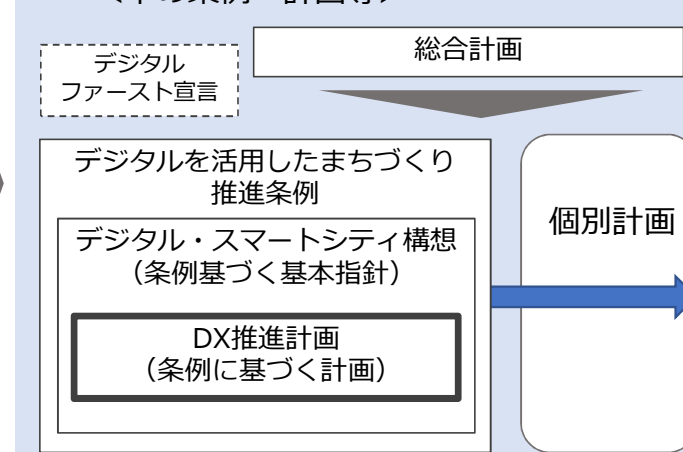 デジタル
ファースト宣言
総合計画
デジタルを活用したまちづくり
推進条例
デジタル・スマートシティ構想
（条例基づく基本指針）
DX推進計画
（条例に基づく計画）
個別計画